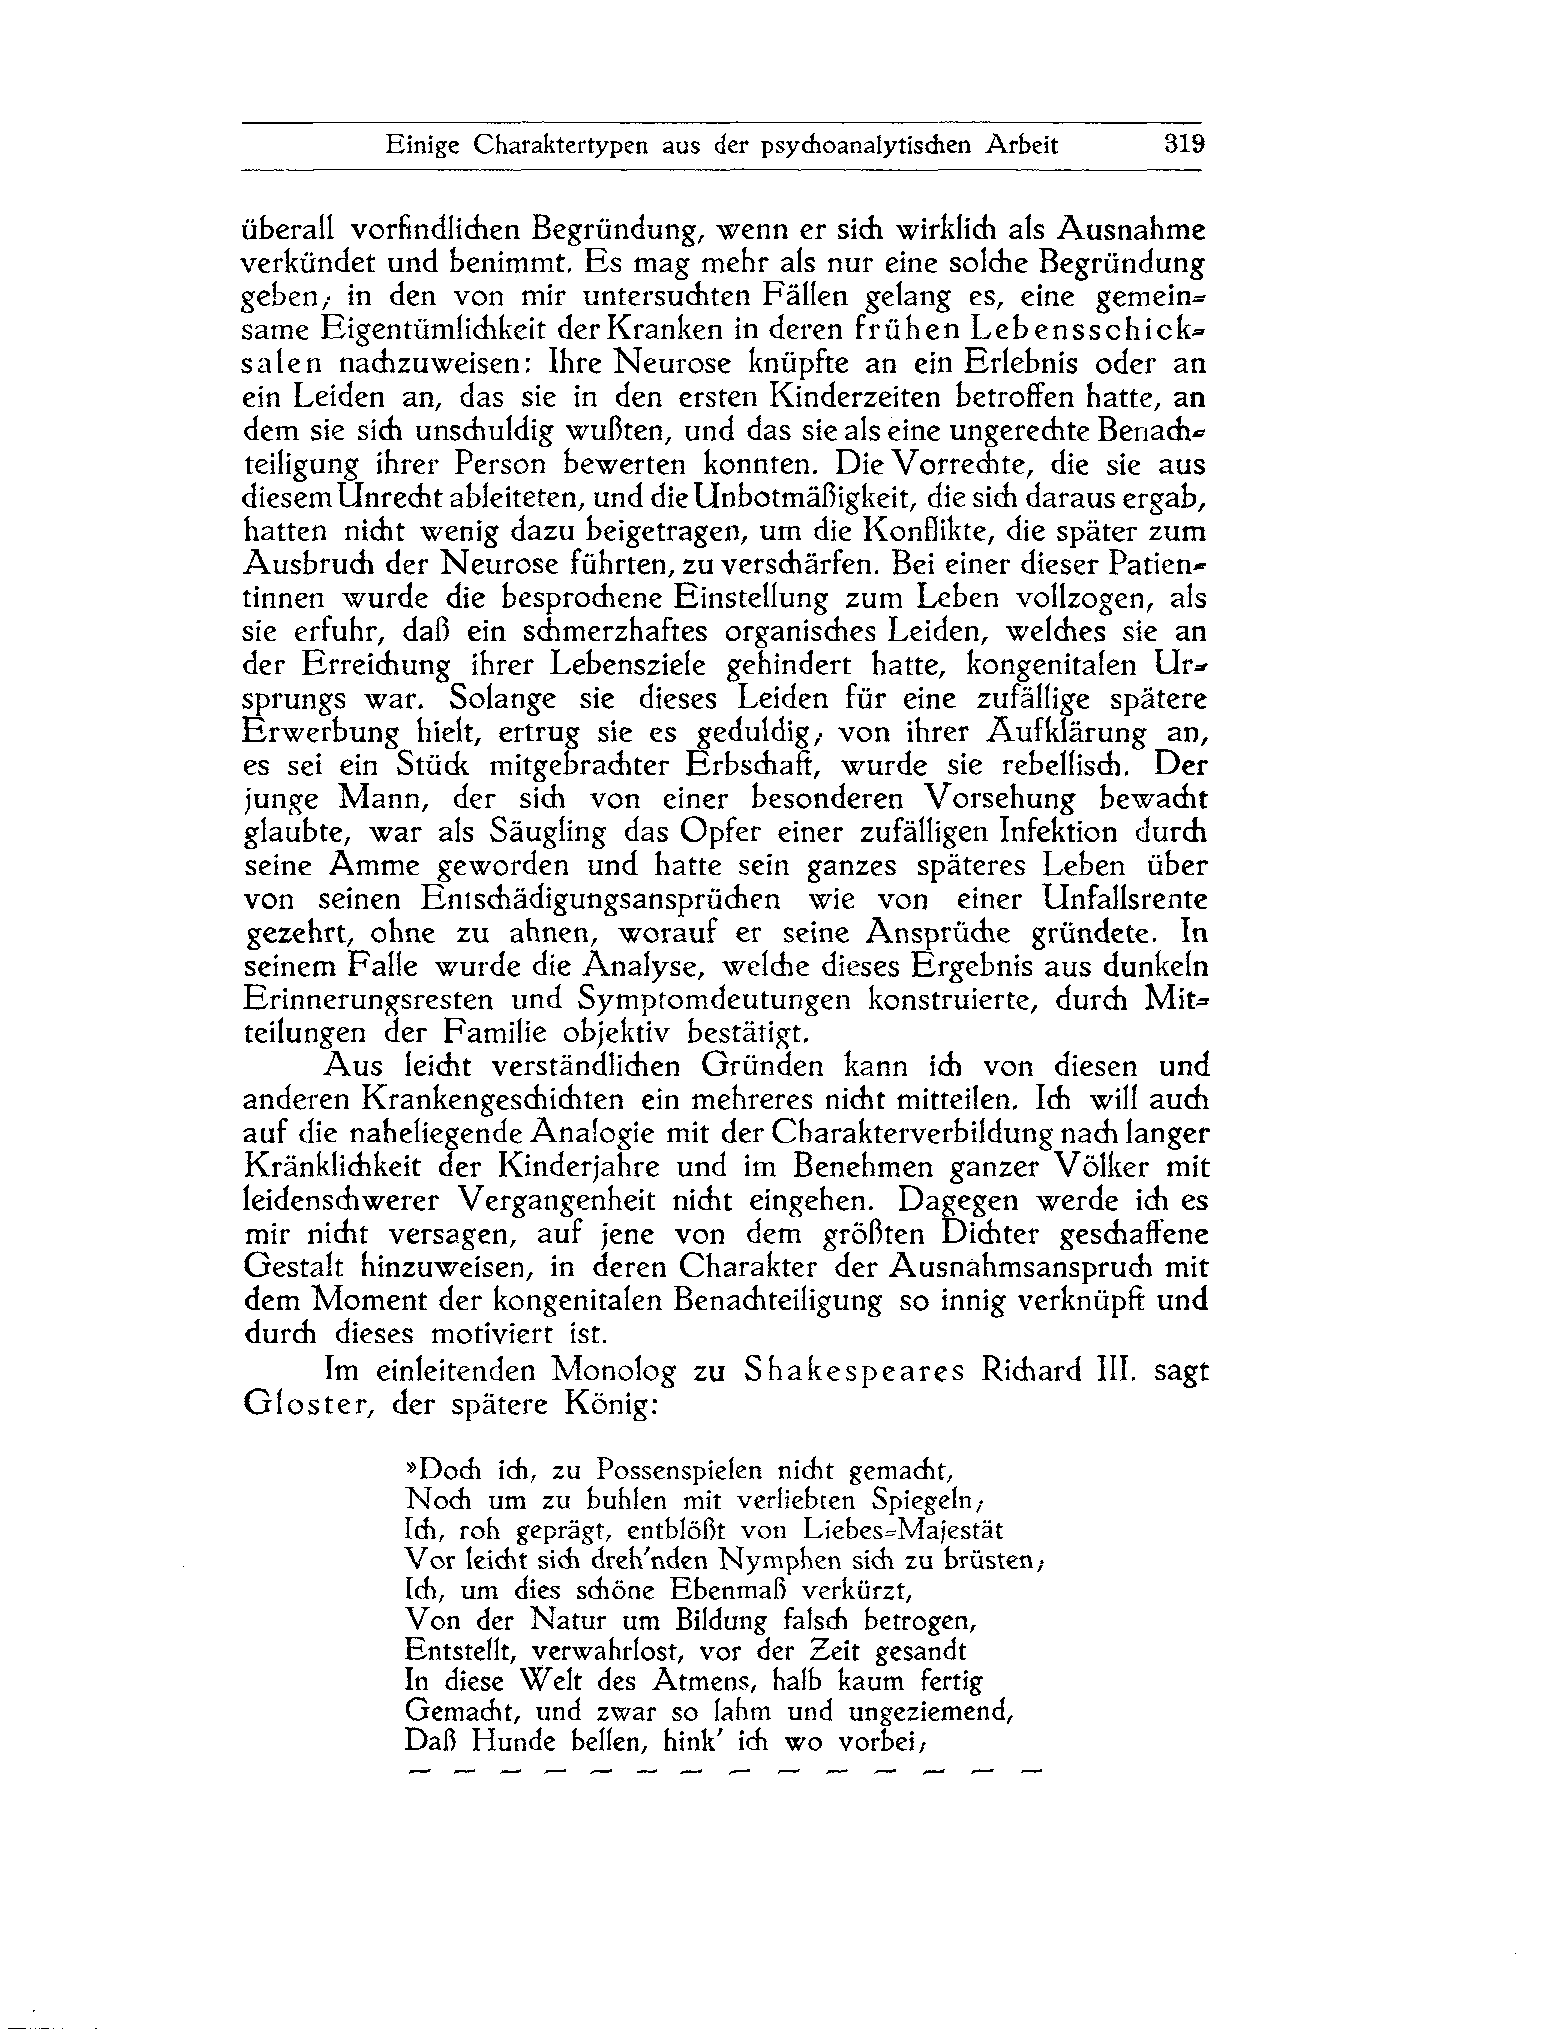 Einige Charaktertypen aus der psychoanalytischen Arbeit 319
überall vorfindlichen Begründung, wenn er sich wirklich als Ausnahme
verkündet und benimmt. Es mag mehr als nur eine solche Begründung
geben; in den von mir untersuchten Fällen gelang es, eine gemein-
same Eigentümlichkeit der Kranken in deren frühen Lebensschick-
salen nachzuweisen: Ihre Neurose knüpfte an ein Erlebnis oder an
ein Leiden an, das sie in den ersten Kinderzeiten betroffen hatte, an
dem sie sich unschuldig wußten, und das sie als eine ungerechte Benach-
teiligung ihrer Person bewerten konnten. Die Vorrechte, die sie aus
diesem Unrecht ableiteten, und die Unbotmäßigkeit, die sich daraus ergab,
hatten nicht wenig dazu beigetragen, um die Konflikte, die später zum
Ausbruch der Neurose führten, zu verschärfen. Bei einer dieser Patien-
tinnen wurde die besprochene Einstellung zum Leben vollzogen, als
sie erfuhr, daß ein schmerzhaftes organisches Leiden, welches sie an
der Erreichung ihrer Lebensziele gehindert hatte, kongenitalen Ur-
sprungs war. Solange sie dieses Leiden für eine zufällige spätere
Erwerbung hielt, ertrug sie es geduldig; von ihrer Aufklärung an,
es sei ein Stück mitgebrachter Erbschaft, wurde sie rebellisch. Der
junge Mann, der sich von einer besonderen Vorsehung bewacht
glaubte, war als Säugling das Opfer einer zufälligen Infektion durch
seine Amme geworden und hatte sein ganzes späteres Leben über
von seinen Entschädigungsansprüchen wie von einer Unfallsrente
gezehrt, ohne zu ahnen, worauf er seine Ansprüche gründete. In
seinem Falle wurde die Analyse, welche dieses Ergebnis aus dunkeln
Erinnerungsresten und Symptomdeutungen konstruierte, durch Mit-
teilungen der Familie objektiv bestätigt.
Aus leicht verständlichen Gründen kann ich von diesen und
anderen Krankengeschichten ein mehreres nicht mitteilen. Ich will auch
auf die naheliegende Analogie mit der Charakterverbildung nach langer
Kränklichkeit der Kinderjahre und im Benehmen ganzer Völker mit
leidenschwerer Vergangenheit nicht eingehen. Dagegen werde ich es
mir nicht versagen, auf jene von dem größten Dichter geschaffene
Gestalt hinzuweisen, in deren Charakter der Ausnahmsanspruch mit
dem Moment der kongenitalen Benachteiligung so innig verknüpft und
durch dieses motiviert ist.
Im einleitenden Monolog zu Shakespeares Richard III. sagt
Gloster, der spätere König:
»Doch ich, zu Possenspielen nicht gemacht,
Noch um zu buhlen mit verliebten Spiegeln;
Ich, roh geprägt, entblößt von Liebes-Majestät
Vor leicht sich dreh'nden Nymphen sich zu brüsten;
Ich, um dies schöne Ebenmaß verkürzt,
Von der Natur um Bildung falsch betrogen,
Entstellt, verwahrlost, vor der Zeit gesandt
In diese Welt des Atmens, halb kaum fertig
Gemacht, und zwar so lahm und ungeziemend,
Daß Hunde bellen, hink' ich wo vorbei;
— — — — — — — — — — — — — —